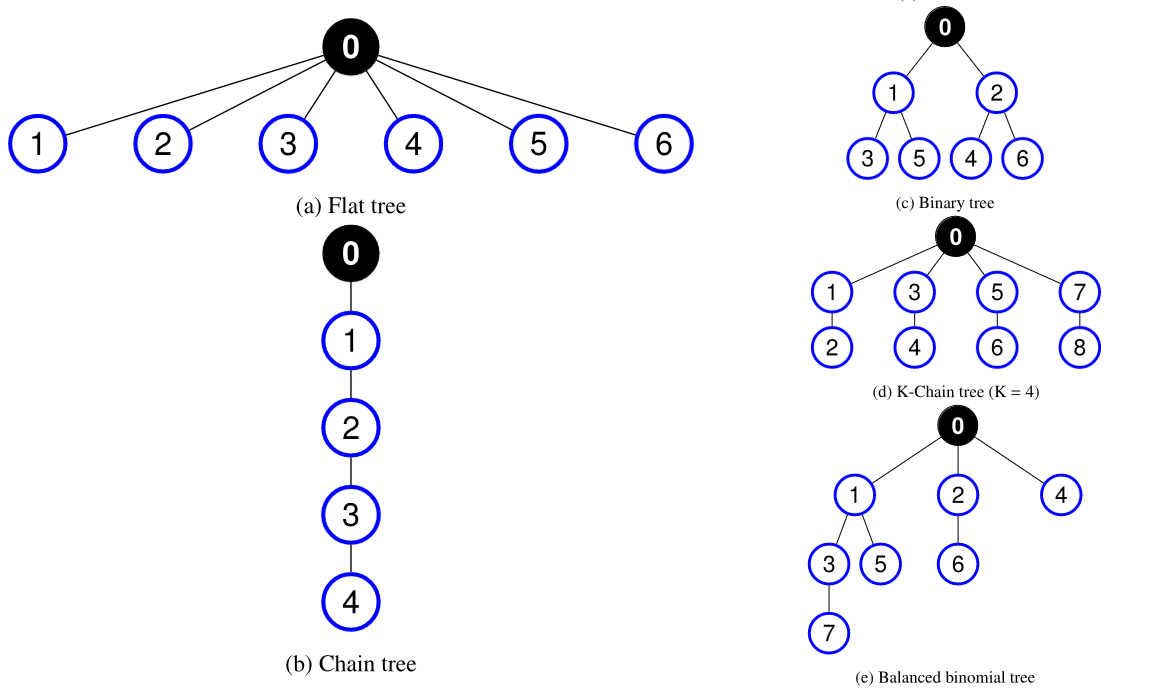 0
1 2 3 4 5 6
(a) Flat tree
0
1
2
3
4
(b) Chain tree
0
1 2
3 5 4 6
(c) Binary tree
0
1 3 5 7
2 4 6 8
(d) K-Chain tree (K = 4)
0
1 2 4
3 5 6
7
(e) Balanced binomial tree